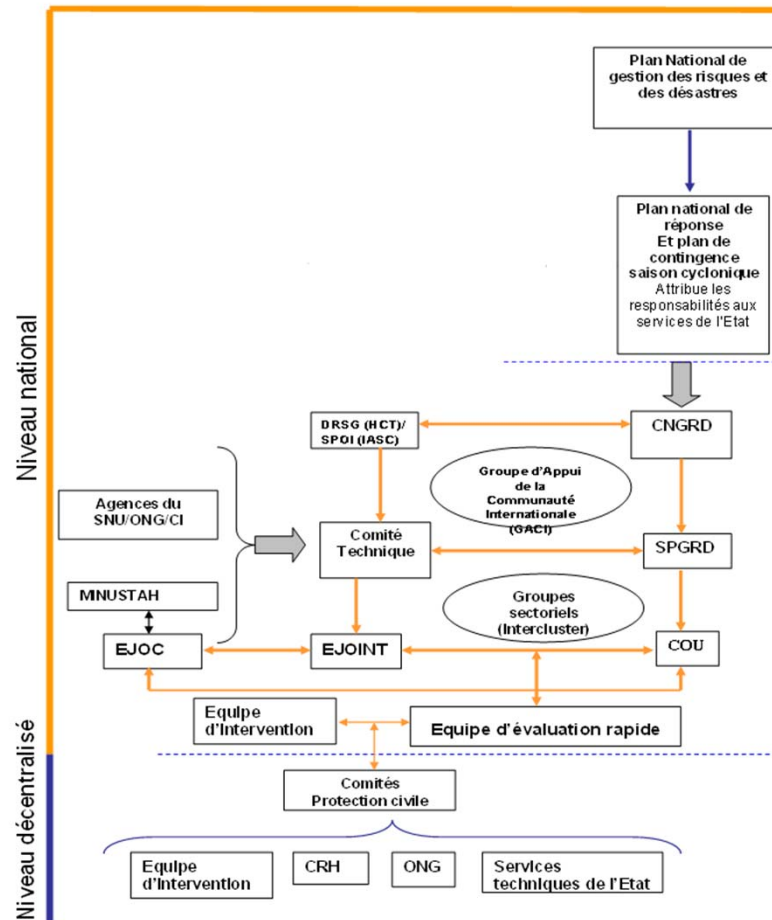 Plan National de
gestion des risques et
des désastres
Plan national de
réponse
Et plan de
contingence
saison cyclonique
Attribue les
responsabilités aux
services de l'Etat
Niveau national
DRSG (HCT)/
SPOI (IASC)
CNGRD
Groupe d'Appui
de la
Communauté
Internationale
(GACI)
Agences du
SNU/ONG/CI
Comité
Technique
SPGRD
MINUSTAH
Groupes
sectoriels
(Intercluster)
EJOC
EJOINT
COU
Equipe
d'Intervention
Equipe d'évaluation rapide
Niveau décentralisé
Comités
Protection civile
Equipe
d'Intervention
CRH
ONG
Services
techniques de l'Etat